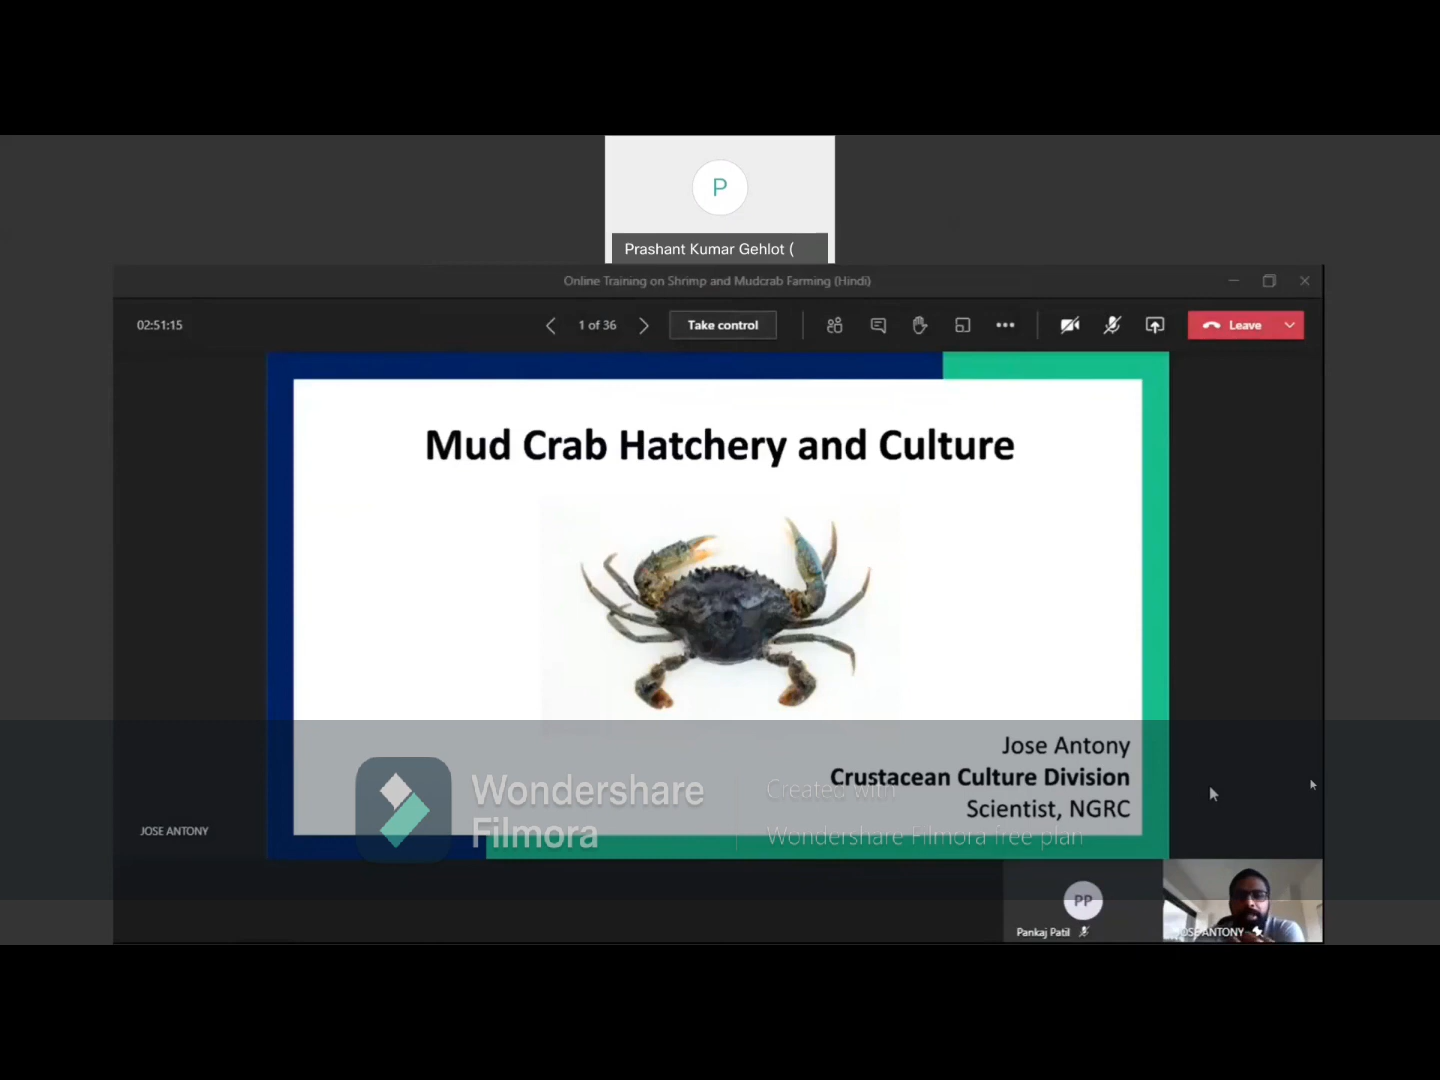 P
Prashant Kumar Gehlot (
Online Training on Shrimp and Mudcrab Farming (Hindi)
02:51:15
1 of 36
Take control
Leave
Mud Crab Hatchery and Culture
Jose Antony
Crustacean Culture Division
Scientist, NGRC
Wondershare
Filmora
Created with
Wondershare Filmora free plan
JOSE ANTONY
PP
Pankaj Patil
JOSE ANTONY